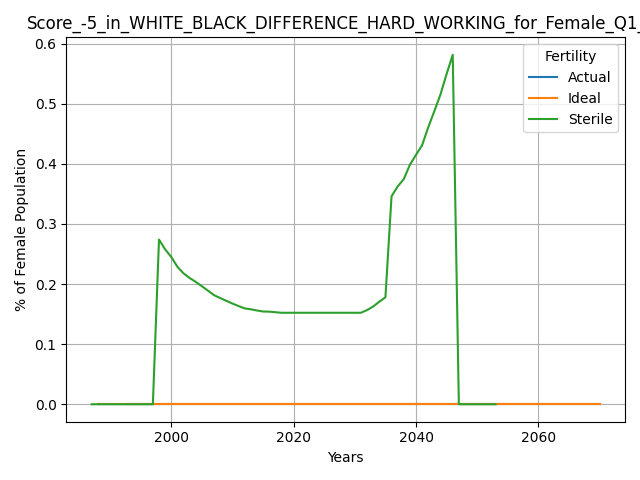 Score_-5_in_WHITE_BLACK_DIFFERENCE_HARD_WORKING_for_Female_Q1_
Fertility
Actual
Ideal
Sterile
% of Female Population
0.6
0.5
0.4
0.3
0.2
0.1
0.0
2000
2020
2040
2060
Years